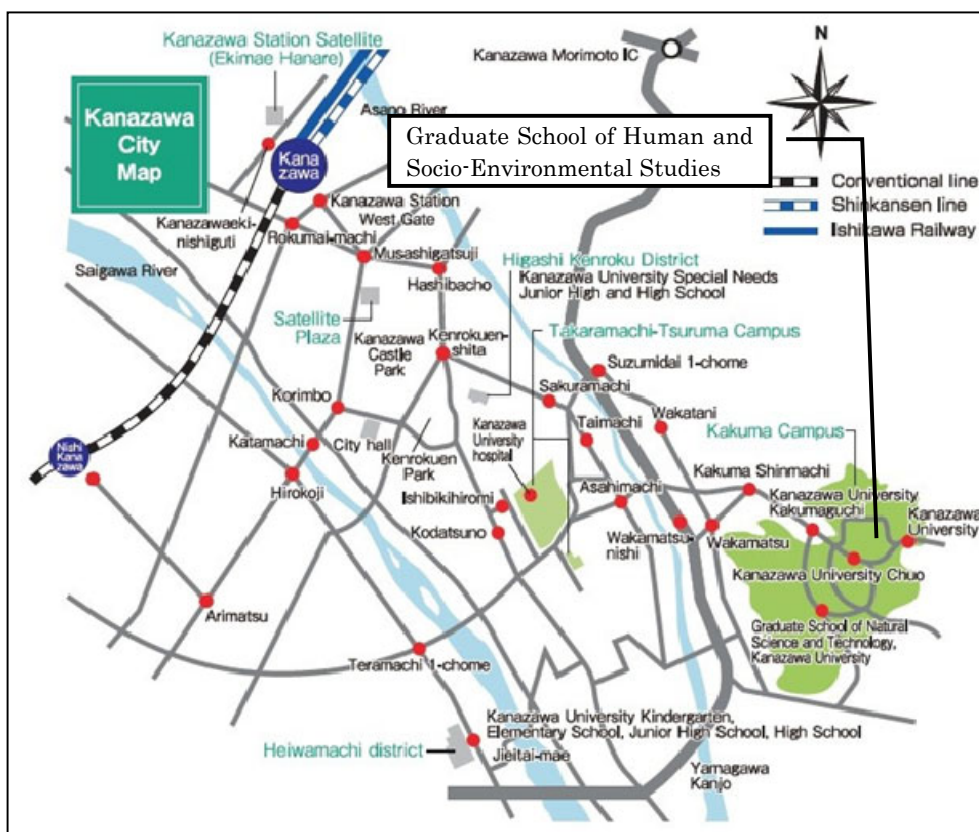 Kanazawa Station Satellite
(Ekimae Hanare)
Kanazawa Morimoto IC
N
Kanazawa
City
Map
Asano River
Graduate School of Human and
Socio-Environmental Studies
Kana
zawa
Conventional line
Shinkansen line
Ishikawa Railway
Kanazawaeki-
nishiguti
Kanazawa Station
West Gate
Rokumai-machi
Musashigatsuji
Saigawa River
Hashibacho
Higashi Kenroku District
Kanazawa University Special Needs
Junior High and High School
Satellite
Plaza
Kanazawa
Castle
Park
Kenrokuen-
shita
Takaramachi-Tsuruma Campus
Suzumidai 1-chome
Sakuramachi
Korimbo
Taimachi
Wakatani
Katamachi
City hall
Kenrokuen
Park
Kanazawa
University
hospital
Kakuma Campus
Nishi
Kana
zawa
Hirokoji
Ishibikihiromi
Asahimachi
Kakuma Shinmachi
Kanazawa University
Kakumaguchi
Kanazawa
University
Kodatsuno
Wakamatsu-
nishi
Wakamatsu
Kanazawa University Chuo
Arimatsu
Graduate School of Natural
Science and Technology,
Kanazawa University
Teramachi 1-chome
Kanazawa University Kindergarten,
Elementary School, Junior High School, High School
Heiwamachi district
Jieitai-mae
Yamagawa
Kanjo